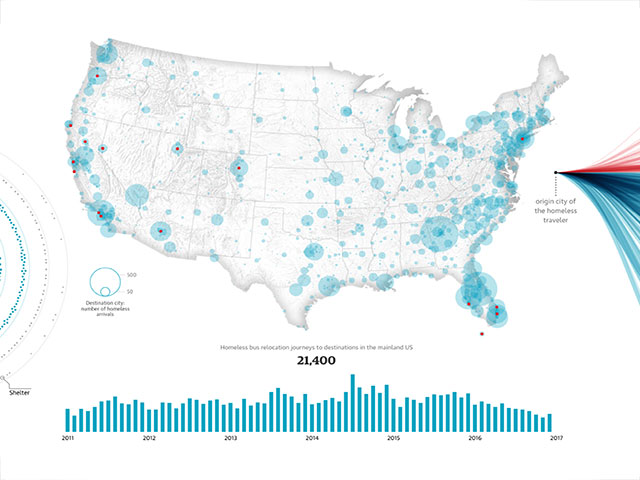 origin city of
the homeless
traveler
500
50
Destination city:
number of homeless
arrivals
Homeless bus relocation journeys to destinations in the mainland US.
21,400
Shelter
2011 2012 2013 2014 2015 2016 2017